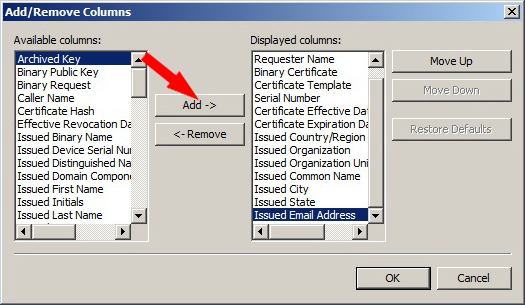 Add/Remove Columns
Available columns:
Archived Key
Binary Public Key
Binary Request
Caller Name
Certificate Hash
Effective Revocation Da
Issued Binary Name
Issued Device Serial Num
Issued Distinguished Na
Issued Domain Compone
Issued First Name
Issued Initials
Issued Last Name
Add ->
<- Remove
Displayed columns:
Requester Name
Binary Certificate
Certificate Template
Serial Number
Certificate Effective Dat
Certificate Expiration Da
Issued Country/Region
Issued Organization
Issued Organization Uni
Issued Common Name
Issued City
Issued State
Issued Email Address
Move Up
Move Down
Restore Defaults
OK
Cancel